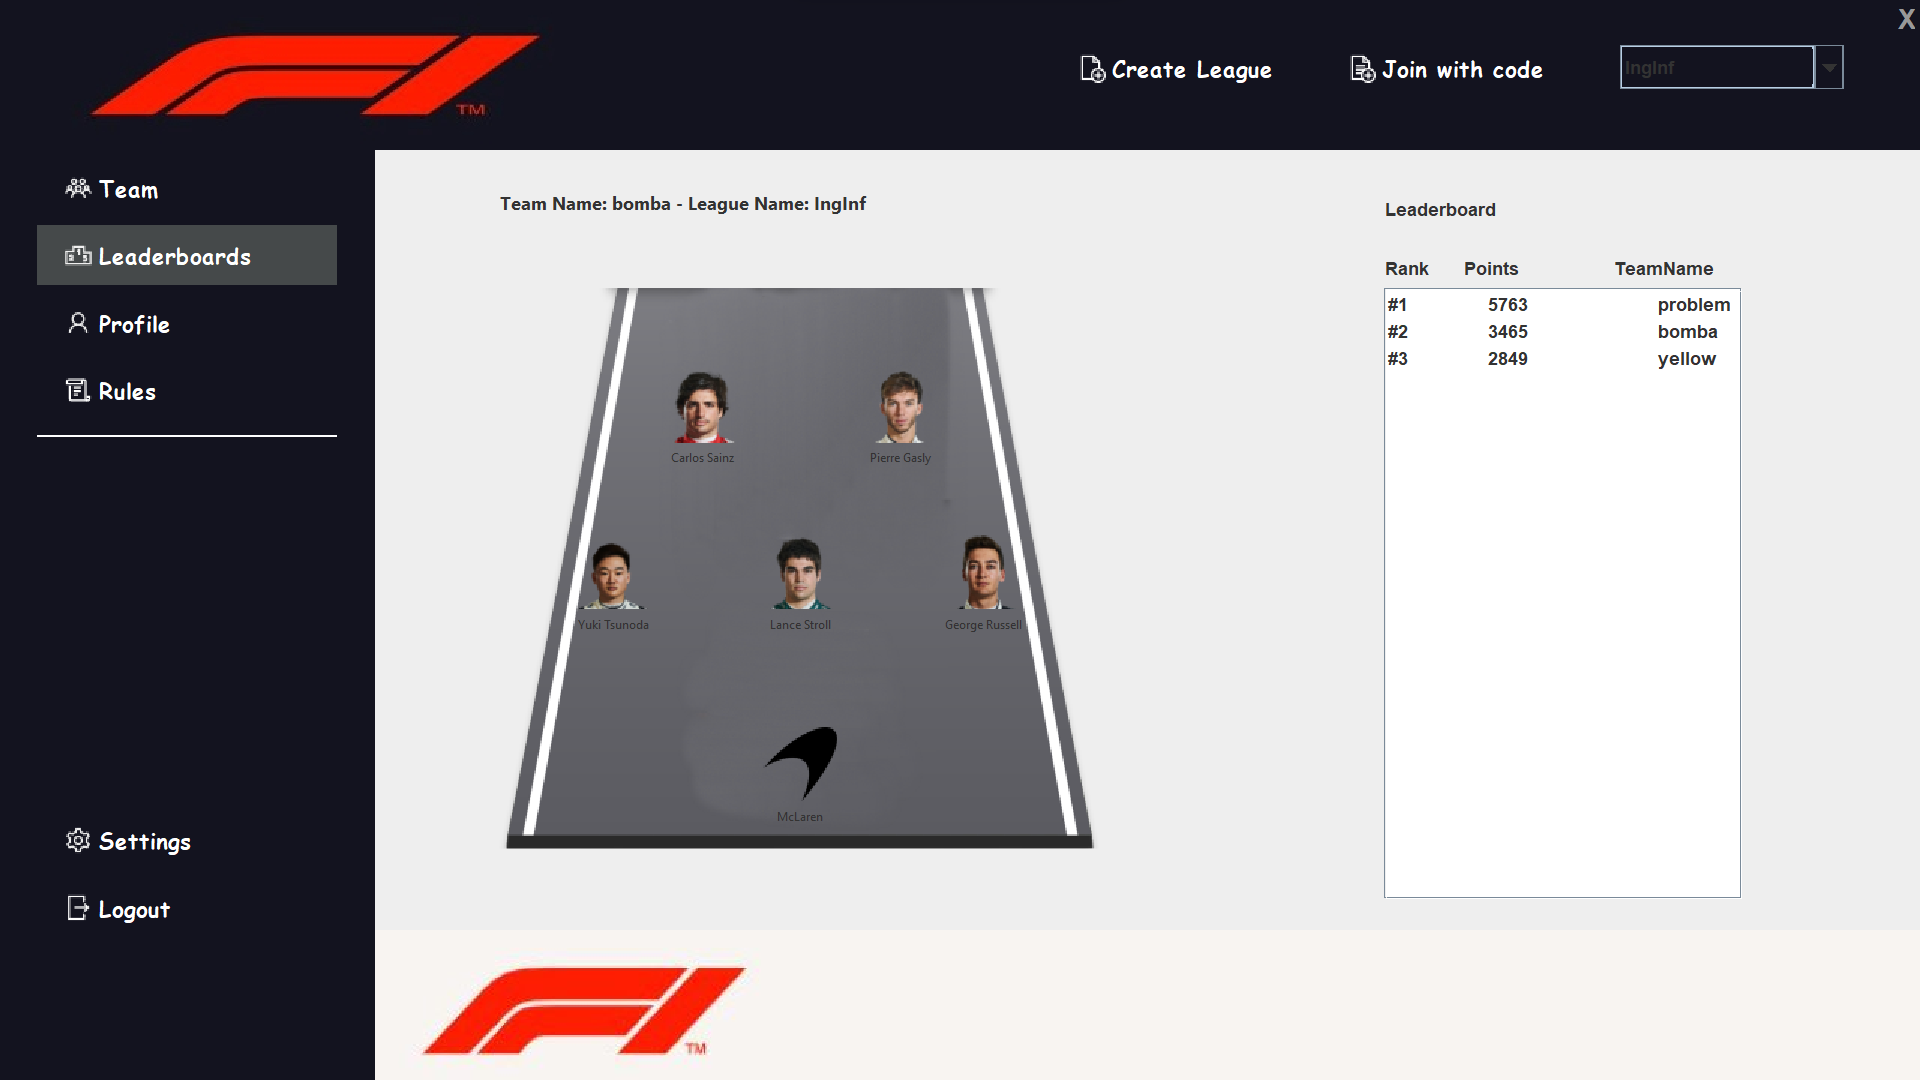 X
F1 TM
Create League
Join with code
IngInf
Team
Leaderboards
Profile
Rules
Settings
Logout
Team Name: bomba - League Name: IngInf
Carlos Sainz
Pierre Gasly
Yuki Tsunoda
Lance Stroll
George Russell
McLaren
Leaderboard
Rank Points TeamName
#1 5763 problem
#2 3465 bomba
#3 2849 yellow
F1 TM